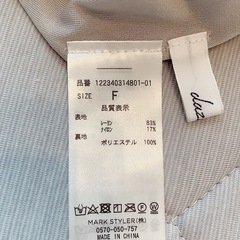 品番 122340314801-01
SIZE F
品質表示
表地 レーヨン 83%
ナイロン 17%
裏地 ポリエステル 100%
MARK STYLER(株)
0570-050-757
MADE IN CHINA